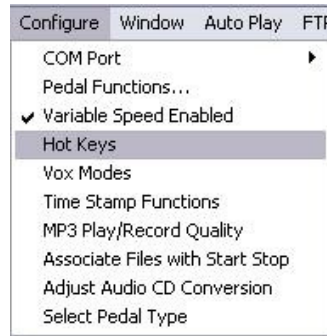 Configure Window Auto Play FTP
COM Port
Pedal Functions...
Variable Speed Enabled
Hot Keys
Vox Modes
Time Stamp Functions
MP3 Play/Record Quality
Associate Files with Start Stop
Adjust Audio CD Conversion
Select Pedal Type